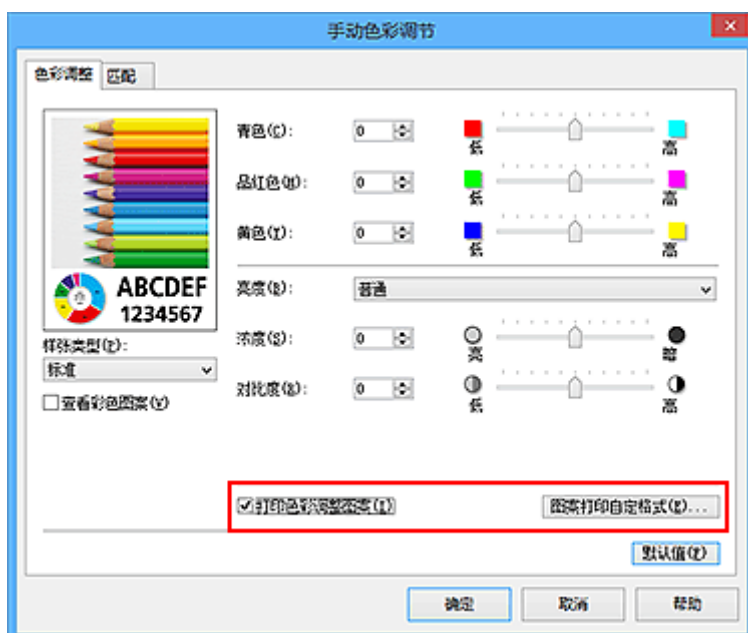 手动色彩调节
色彩调整 匹配
青色(C): 0 低 高
品红色(M): 0 低 高
黄色(Y): 0 低 高
ABCDEF
1234567
亮度(B): 普通
样张类型(P):
标准
浓度(S): 0 亮 暗
查看彩色图案(V)
对比度(R): 0 低 高
打印色彩调整图案(I) 图案打印自定格式(E)...
默认值(F)
确定 取消 帮助